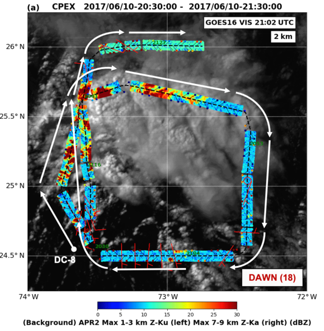 (a) CPEX 2017/06/10-20:30:00 - 2017/06/10-21:30:00
GOES16 VIS 21:02 UTC
2 km
26° N
25.5° N
25° N
24.5° N
DC-8
DAWN (18)
74° W
73° W
72° W
0 5 10 15 20 25 30
(Background) APR2 Max 1-3 km Z-Ku (left) Max 7-9 km Z-Ka (right) (dBZ)